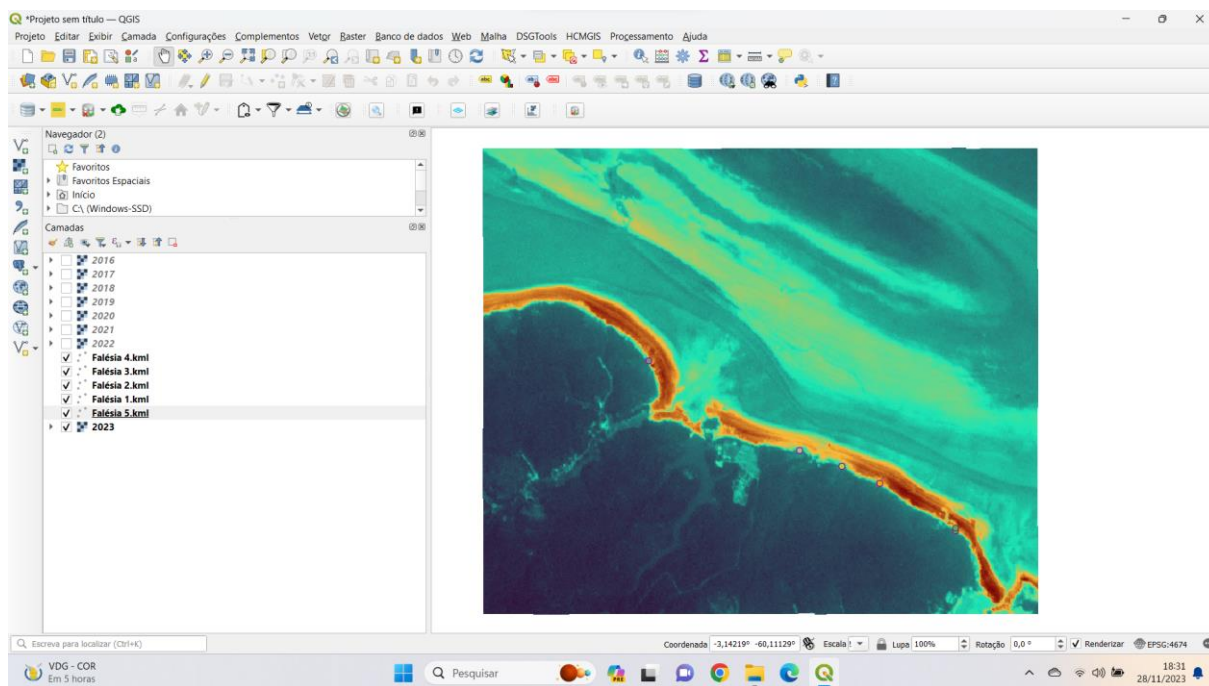 *Projeto sem título — QGIS
Projeto Editar Exibir Camada Configurações Complementos Vetor Raster Banco de dados Web Malha DSGTools HCMGIS Processamento Ajuda
Navegador (2)
Favoritos
Favoritos Espaciais
Início
C:\ (Windows-SSD)
Camadas
2016
2017
2018
2019
2020
2021
2022
Falésia 4.kml
Falésia 3.kml
Falésia 2.kml
Falésia 1.kml
Falésia 5.kml
2023
Escreva para localizar (Ctrl+K)
Coordenada -3,14219° -60,11129° Escala Lupa 100% Rotação 0,0 ° Renderizar EPSG:4674
VDG - COR
Em 5 horas
Pesquisar
18:31
28/11/2023